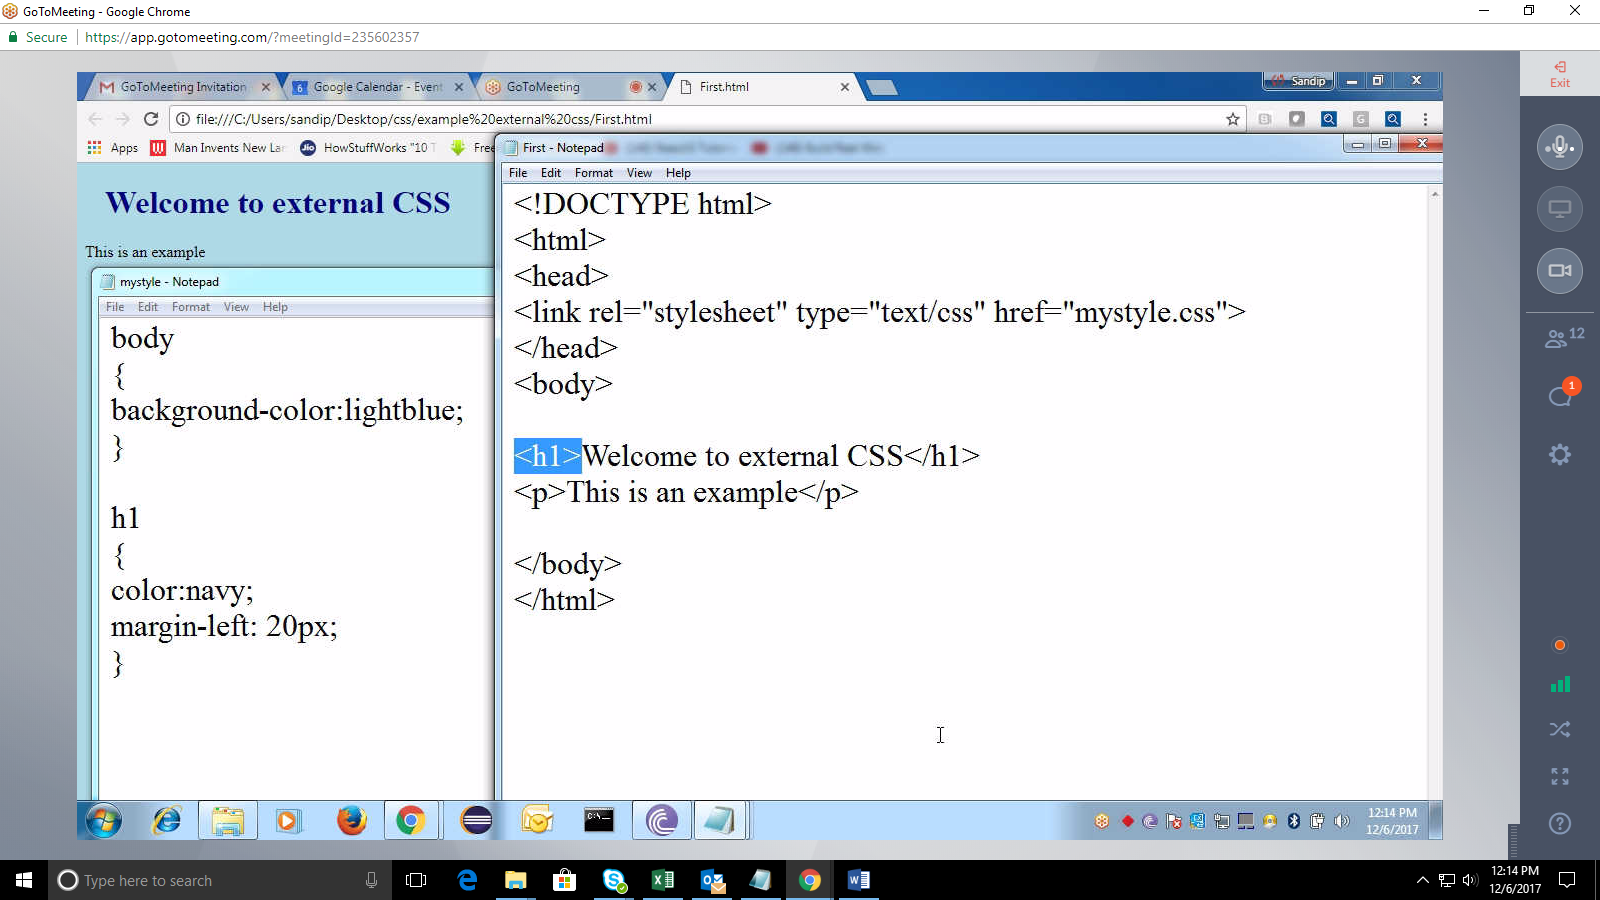 GoToMeeting - Google Chrome
Secure
https://app.gotomeeting.com/?meetingId=235602357
GoToMeeting Invitation
6
Google Calendar - Event
GoToMeeting
First.html
Sandip
file:///C:/Users/sandip/Desktop/css/example%20external%20css/First.html
Apps
Man Invents New La
Jio
HowStuffWorks "10 T
Free
Welcome to external CSS
This is an example
First - Notepad
File Edit Format View Help
<!DOCTYPE html>
<html>
<head>
<link rel="stylesheet" type="text/css" href="mystyle.css">
</head>
<body>
<h1>Welcome to external CSS</h1>
<p>This is an example</p>
</body>
</html>
mystyle - Notepad
File Edit Format View Help
body
{
background-color:lightblue;
}
h1
{
color:navy;
margin-left: 20px;
}
12:14 PM
12/6/2017
Exit
12
1
Type here to search
12:14 PM
12/6/2017